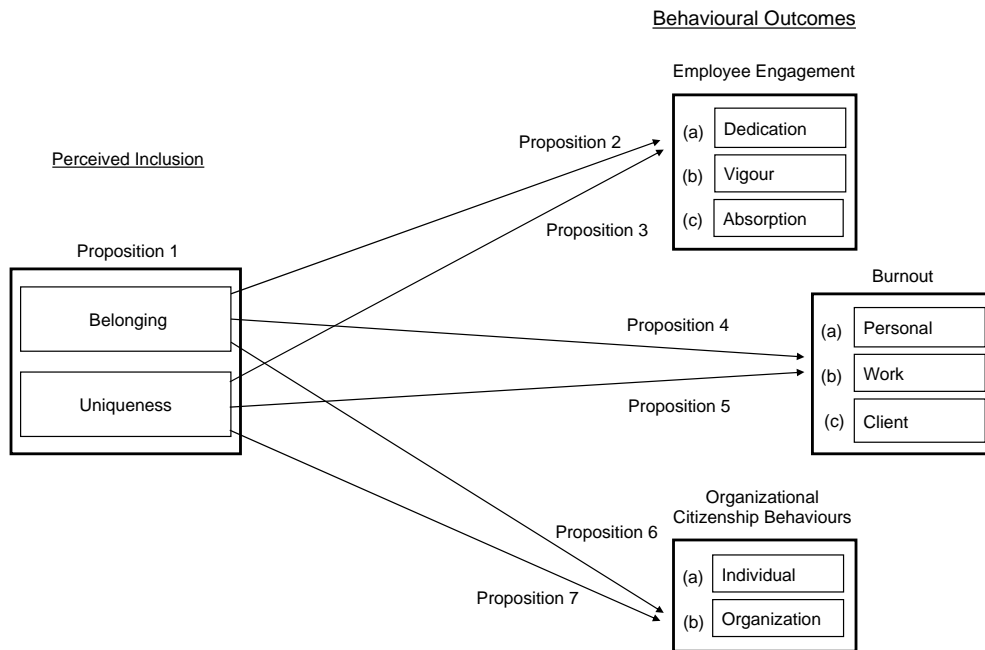 Behavioural Outcomes
Employee Engagement
(a) Dedication
(b) Vigour
(c) Absorption
Proposition 2
Perceived Inclusion
Proposition 3
Proposition 1
Belonging
Uniqueness
Burnout
Proposition 4
(a) Personal
(b) Work
(c) Client
Proposition 5
Organizational
Citizenship Behaviours
Proposition 6
(a) Individual
(b) Organization
Proposition 7